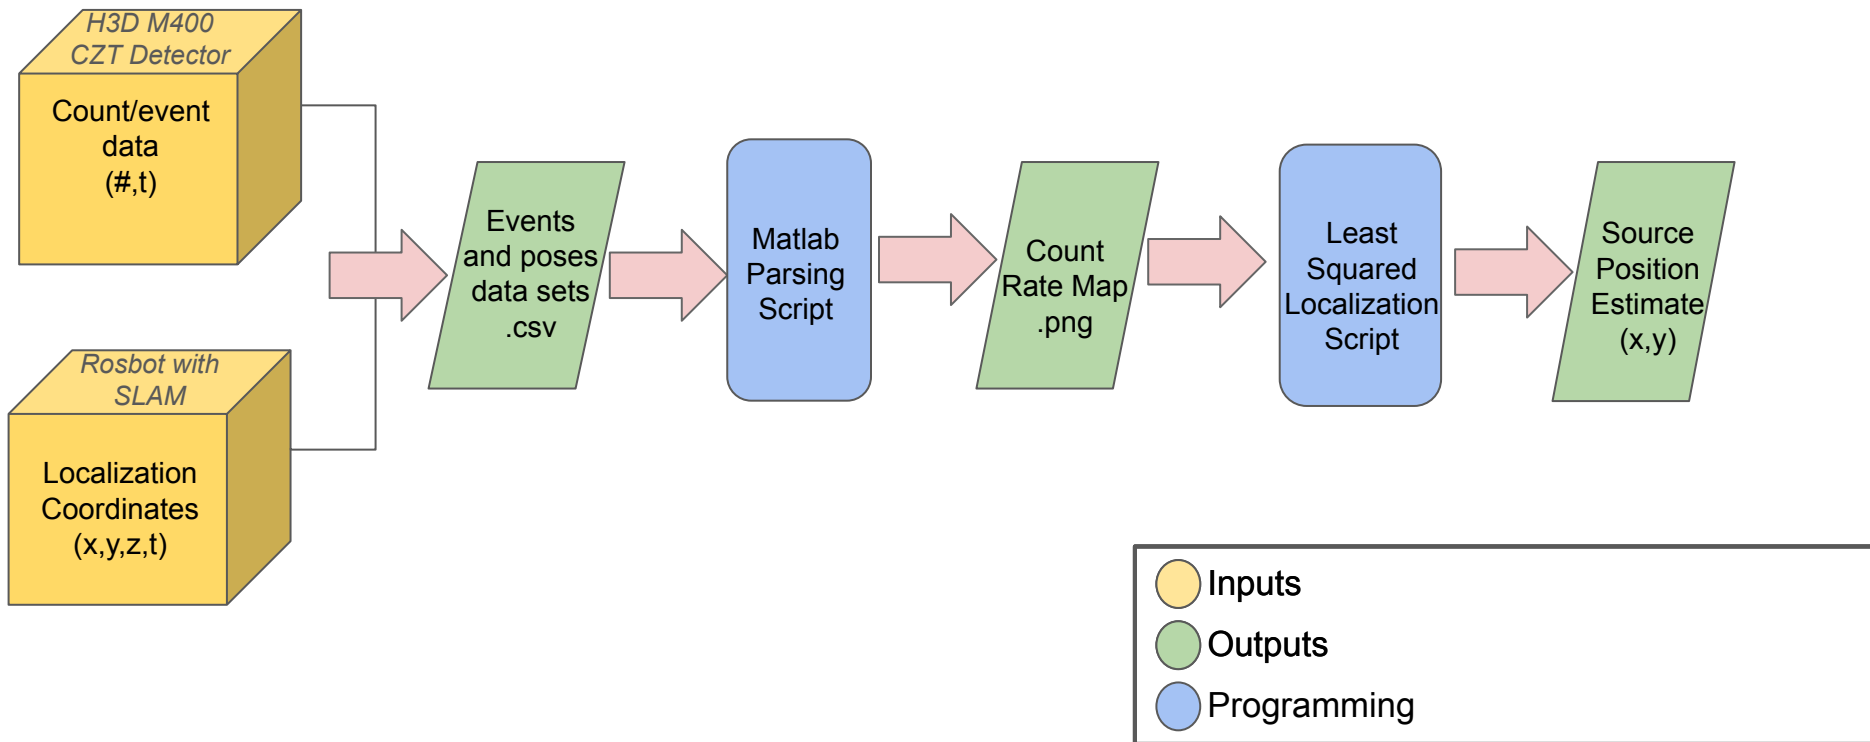 H3D M400
CZT Detector
Count/event
data
(#,t)
Rosbot with
SLAM
Localization
Coordinates
(x,y,z,t)
Events
and poses
data sets
.csv
Matlab
Parsing
Script
Count
Rate Map
.png
Least
Squared
Localization
Script
Source
Position
Estimate
(x,y)
Inputs
Outputs
Programming